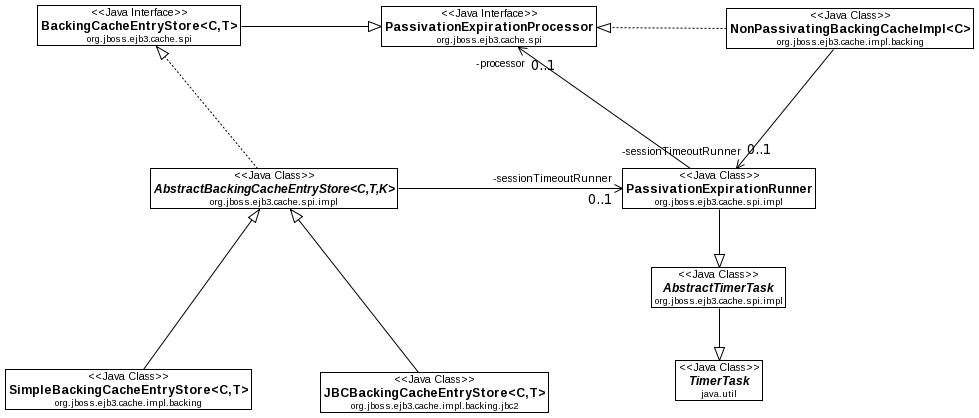 <<Java Interface>>
BackingCacheEntryStore<C,T>
org.jboss.ejb3.cache.spi
<<Java Interface>>
PassivationExpirationProcessor
org.jboss.ejb3.cache.spi
<<Java Class>>
NonPassivatingBackingCacheImpl<C>
org.jboss.ejb3.cache.impl.backing
-processor
0..1
-sessionTimeoutRunner
0..1
<<Java Class>>
AbstractBackingCacheEntryStore<C,T,K>
org.jboss.ejb3.cache.spi.impl
-sessionTimeoutRunner
0..1
<<Java Class>>
PassivationExpirationRunner
org.jboss.ejb3.cache.spi.impl
<<Java Class>>
AbstractTimerTask
org.jboss.ejb3.cache.spi.impl
<<Java Class>>
SimpleBackingCacheEntryStore<C,T>
org.jboss.ejb3.cache.impl.backing
<<Java Class>>
JBCBackingCacheEntryStore<C,T>
org.jboss.ejb3.cache.impl.backing.jbc2
<<Java Class>>
TimerTask
java.util